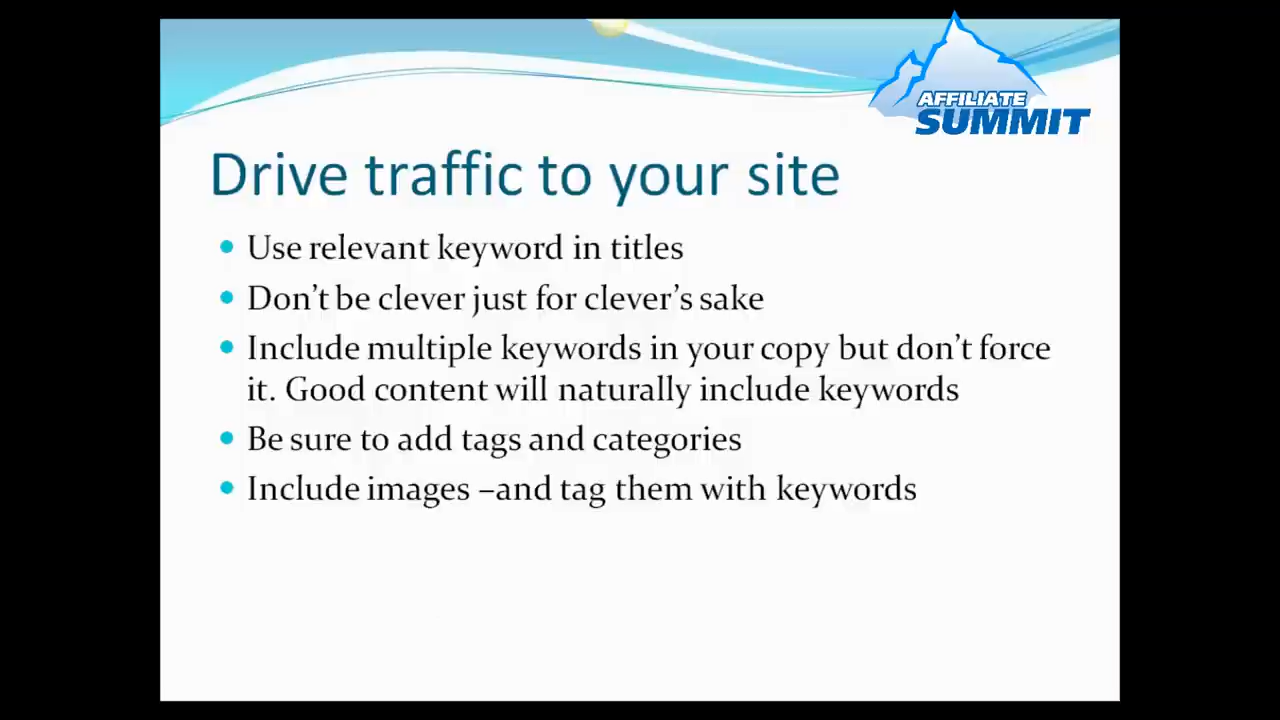 AFFILIATE
SUMMIT
Drive traffic to your site
• Use relevant keyword in titles
• Don’t be clever just for clever’s sake
• Include multiple keywords in your copy but don’t force
it. Good content will naturally include keywords
• Be sure to add tags and categories
• Include images –and tag them with keywords